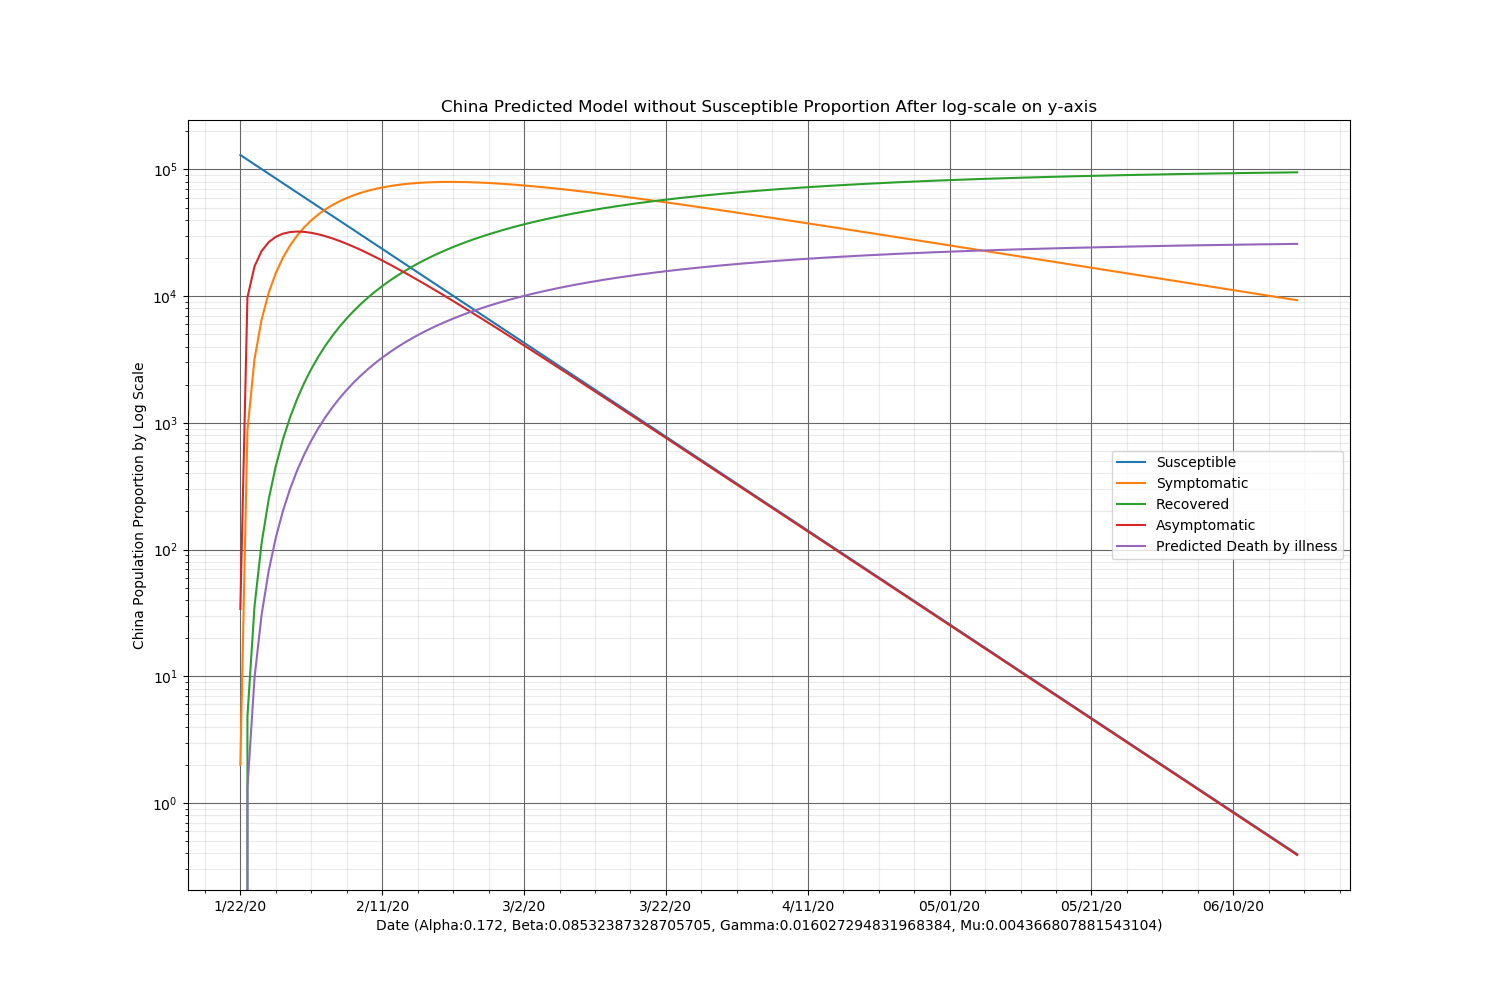 China Predicted Model without Susceptible Proportion After log-scale on y-axis
China Population Proportion by Log Scale
10^5
10^4
10^3
10^2
10^1
10^0
Susceptible
Symptomatic
Recovered
Asymptomatic
Predicted Death by illness
1/22/20 2/11/20 3/2/20 3/22/20 4/11/20 05/01/20 05/21/20 06/10/20
Date (Alpha:0.172, Beta:0.08532387328705705, Gamma:0.016027294831968384, Mu:0.004366807881543104)